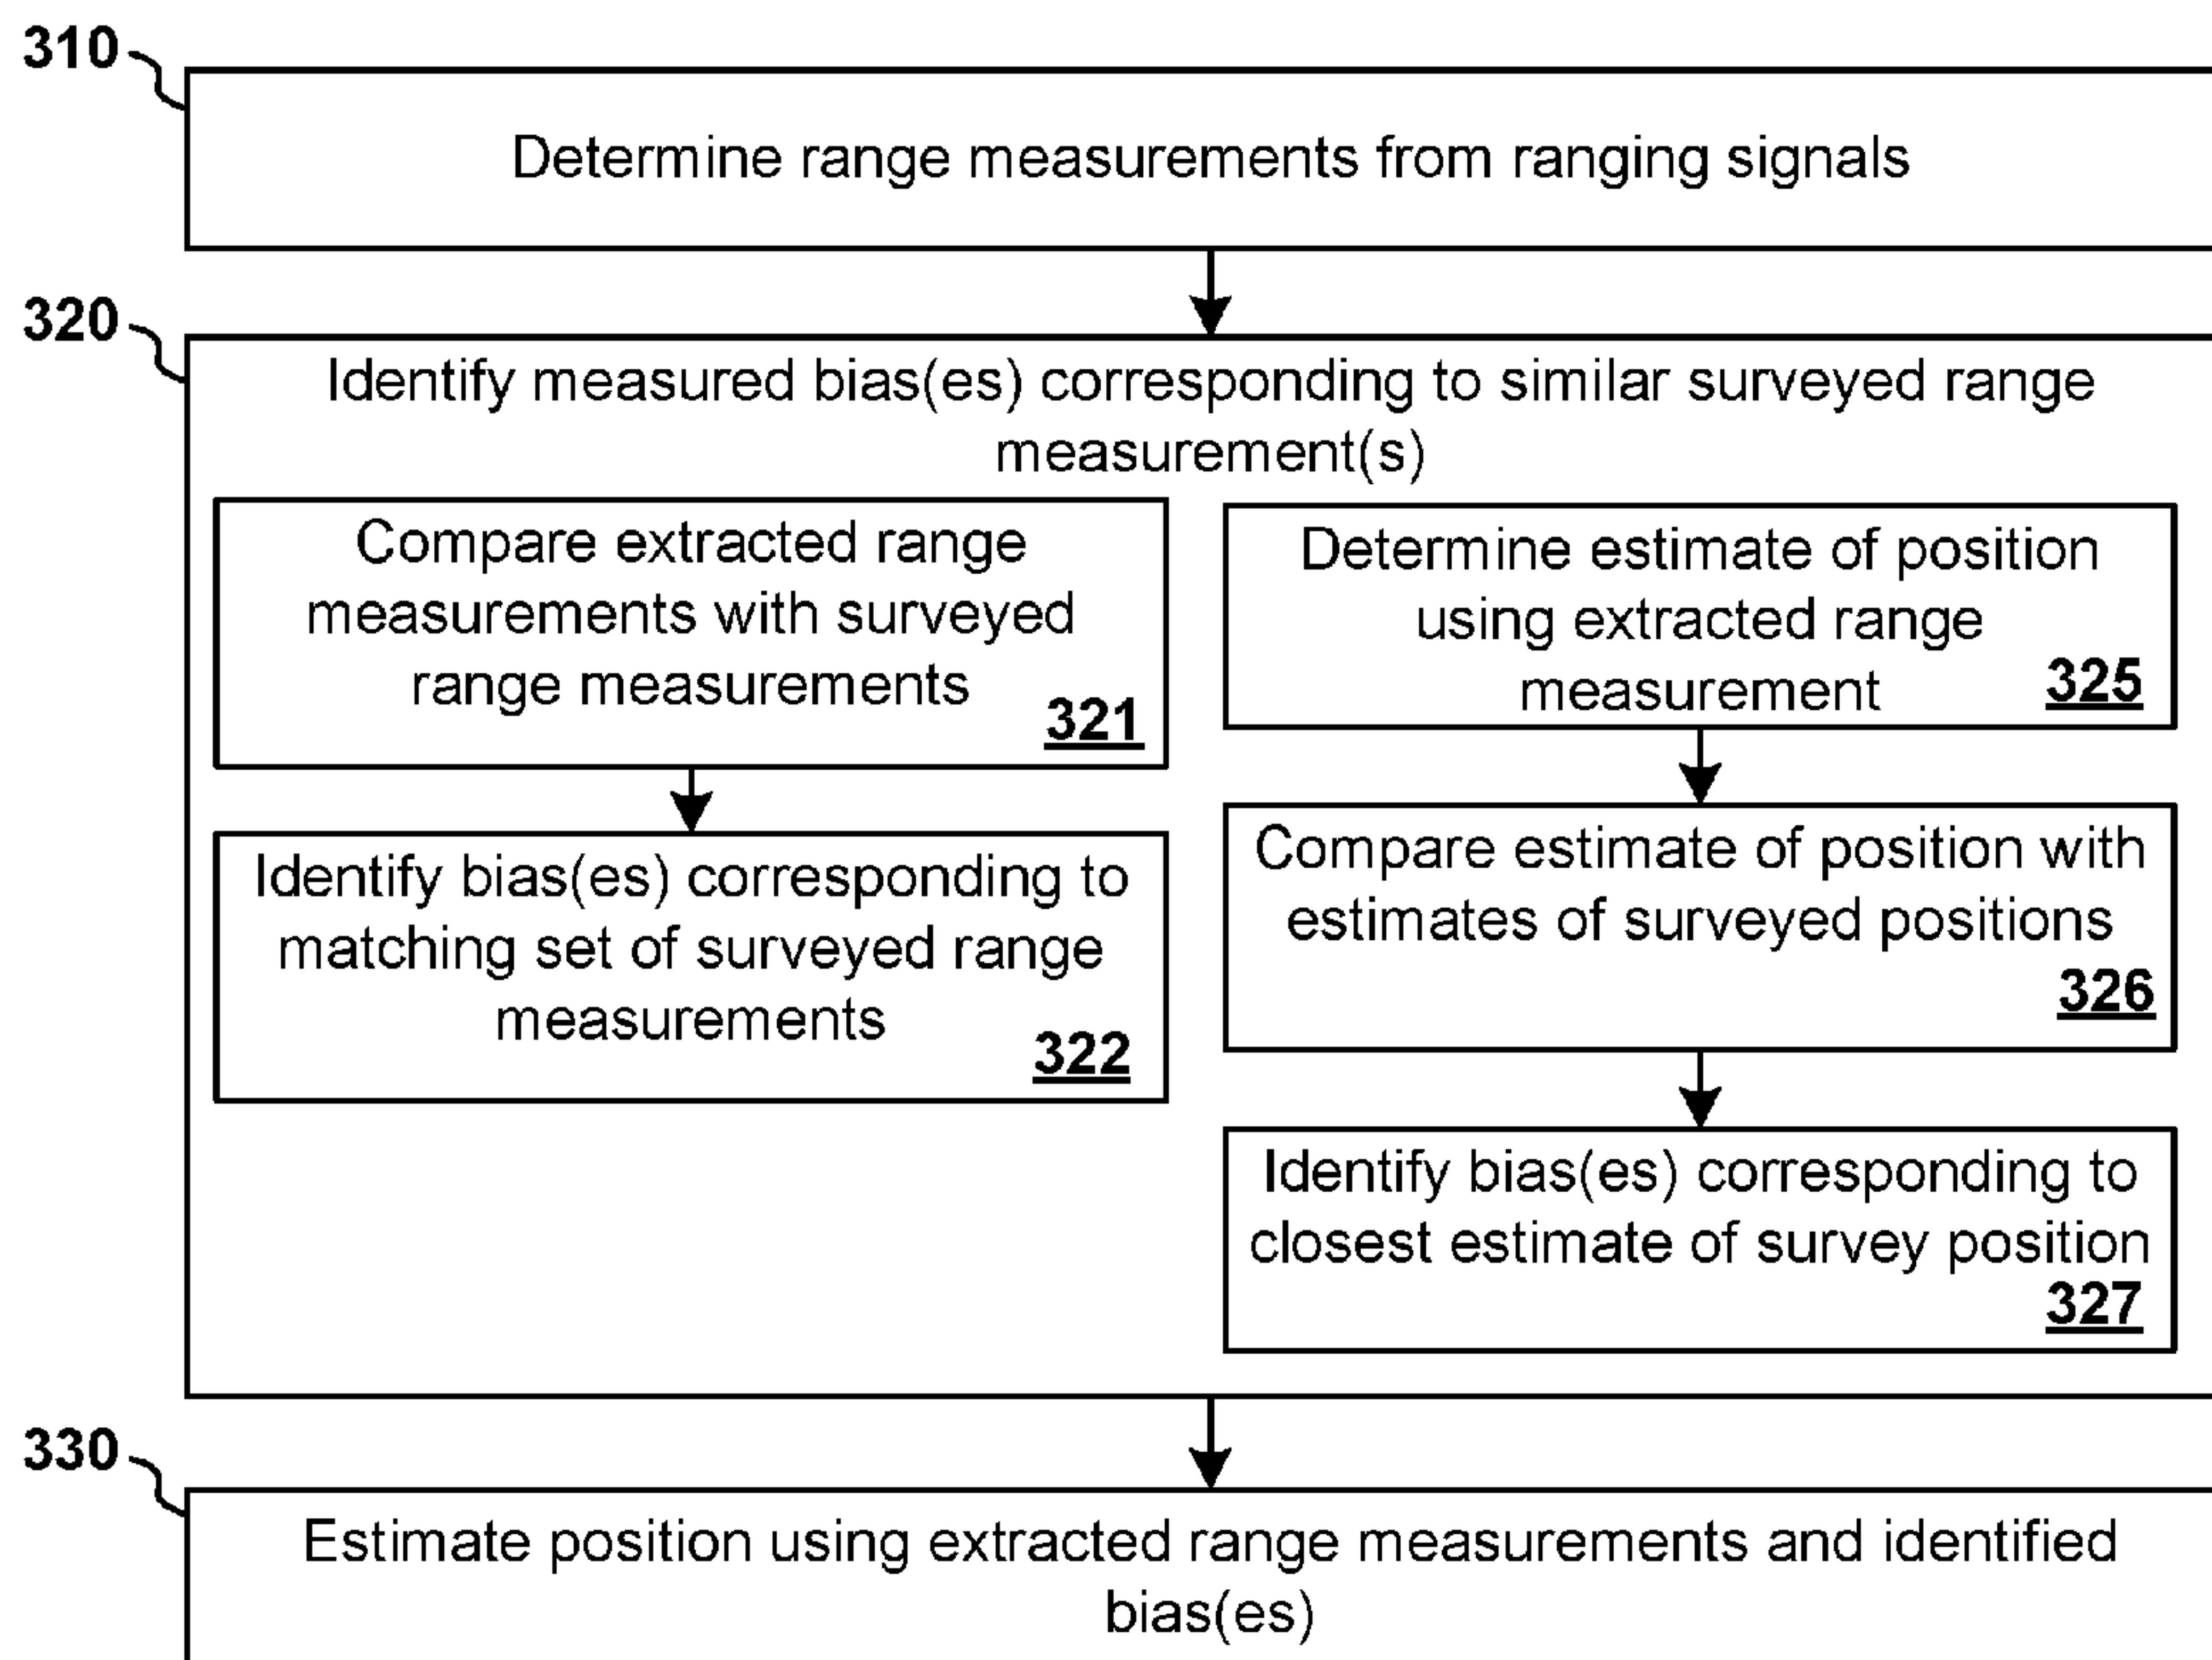 310
Determine range measurements from ranging signals
320
Identify measured bias(es) corresponding to similar surveyed range
measurement(s)
Compare extracted range
measurements with surveyed
range measurements
321
Identify bias(es) corresponding to
matching set of surveyed range
measurements
322
Determine estimate of position
using extracted range
measurement
325
Compare estimate of position with
estimates of surveyed positions
326
Identify bias(es) corresponding to
closest estimate of survey position
327
330
Estimate position using extracted range measurements and identified
bias(es)